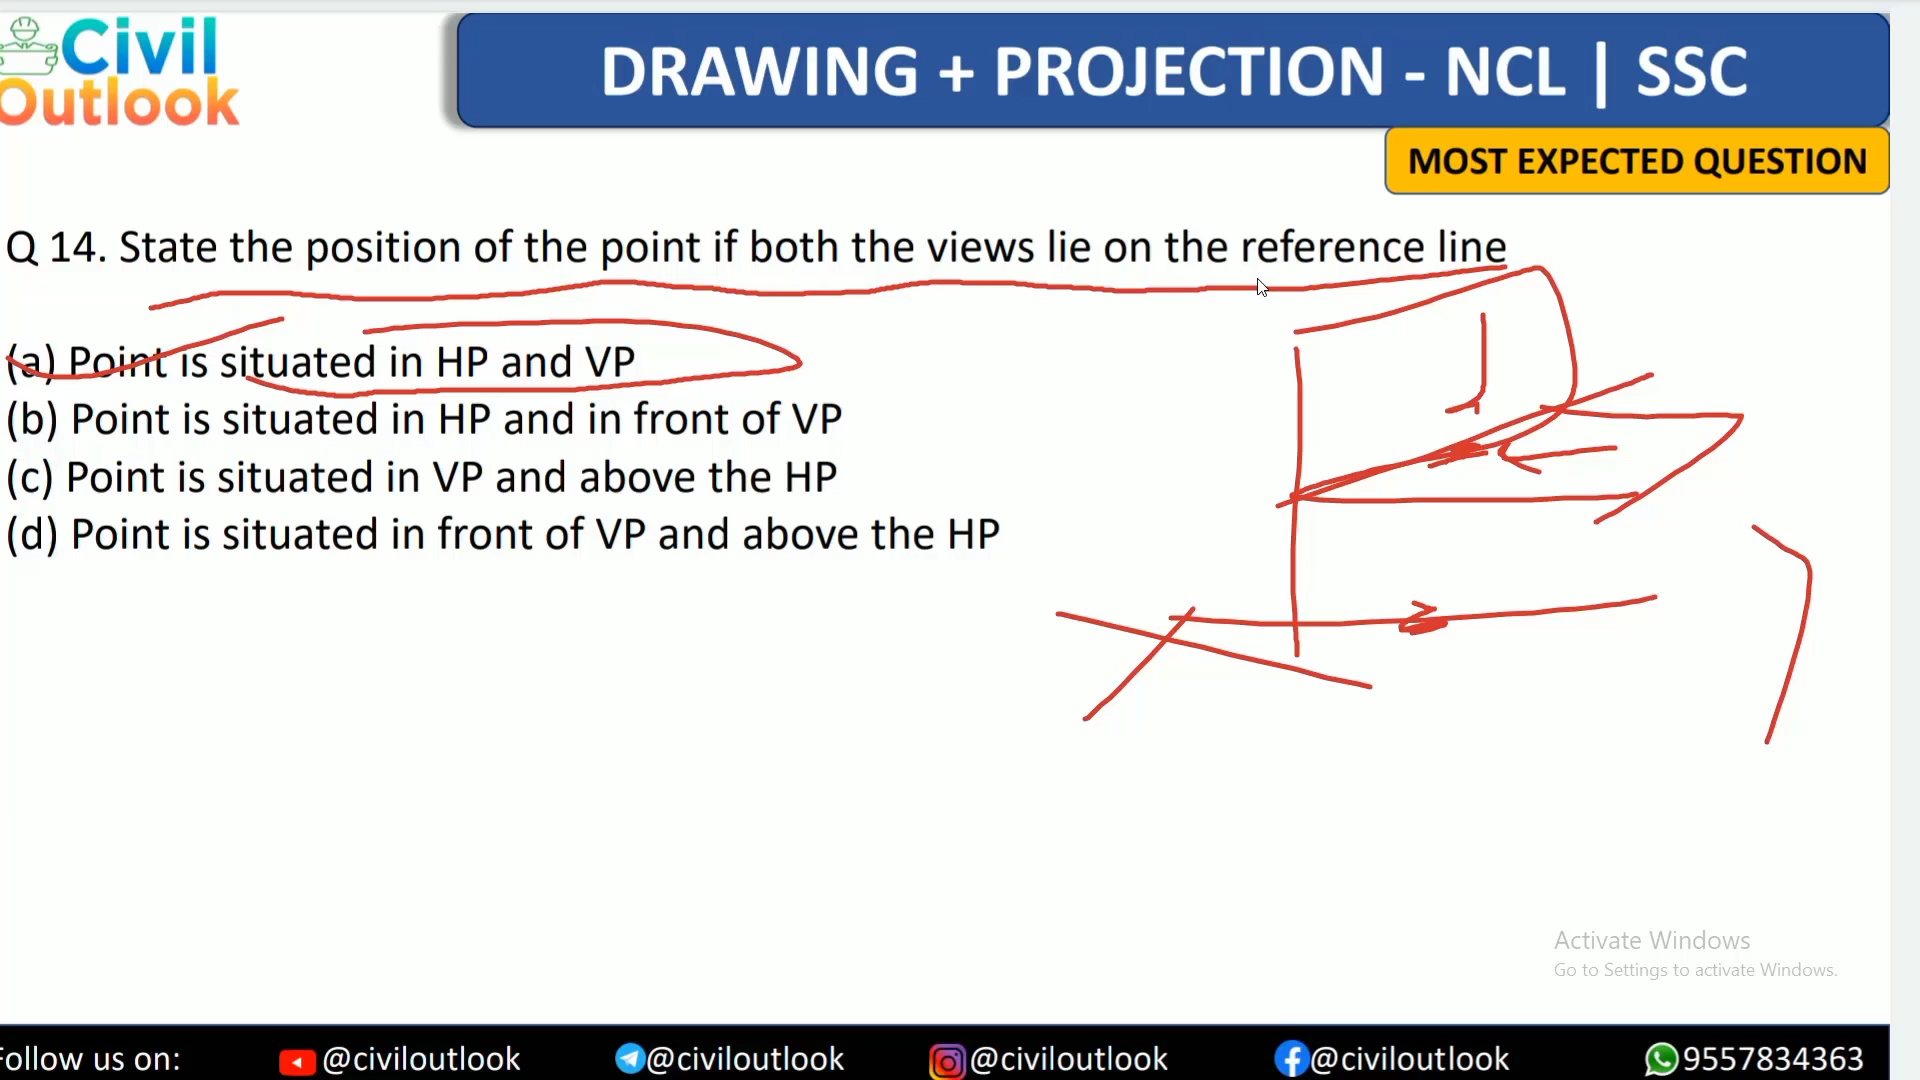 Civil
Outlook
DRAWING + PROJECTION - NCL | SSC
MOST EXPECTED QUESTION
Q 14. State the position of the point if both the views lie on the reference line
(a) Point is situated in HP and VP
(b) Point is situated in HP and in front of VP
(c) Point is situated in VP and above the HP
(d) Point is situated in front of VP and above the HP
Activate Windows
Go to Settings to activate Windows.
Follow us on: @civiloutlook @civiloutlook @civiloutlook @civiloutlook 9557834363